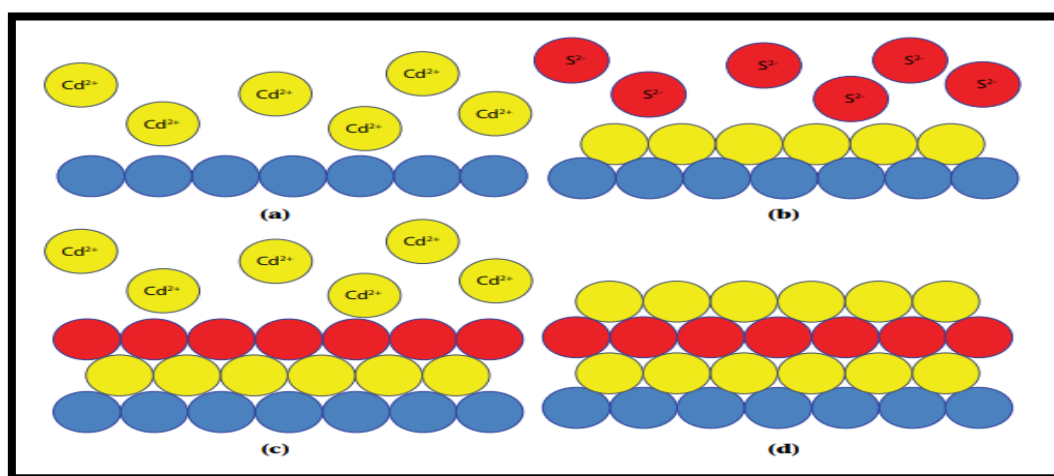 Cd²⁺ Cd²⁺ Cd²⁺ Cd²⁺ Cd²⁺ Cd²⁺
(a)
S²⁻ S²⁻ S²⁻ S²⁻ S²⁻ S²⁻
(b)
Cd²⁺ Cd²⁺ Cd²⁺ Cd²⁺ Cd²⁺ Cd²⁺
(c)
(d)